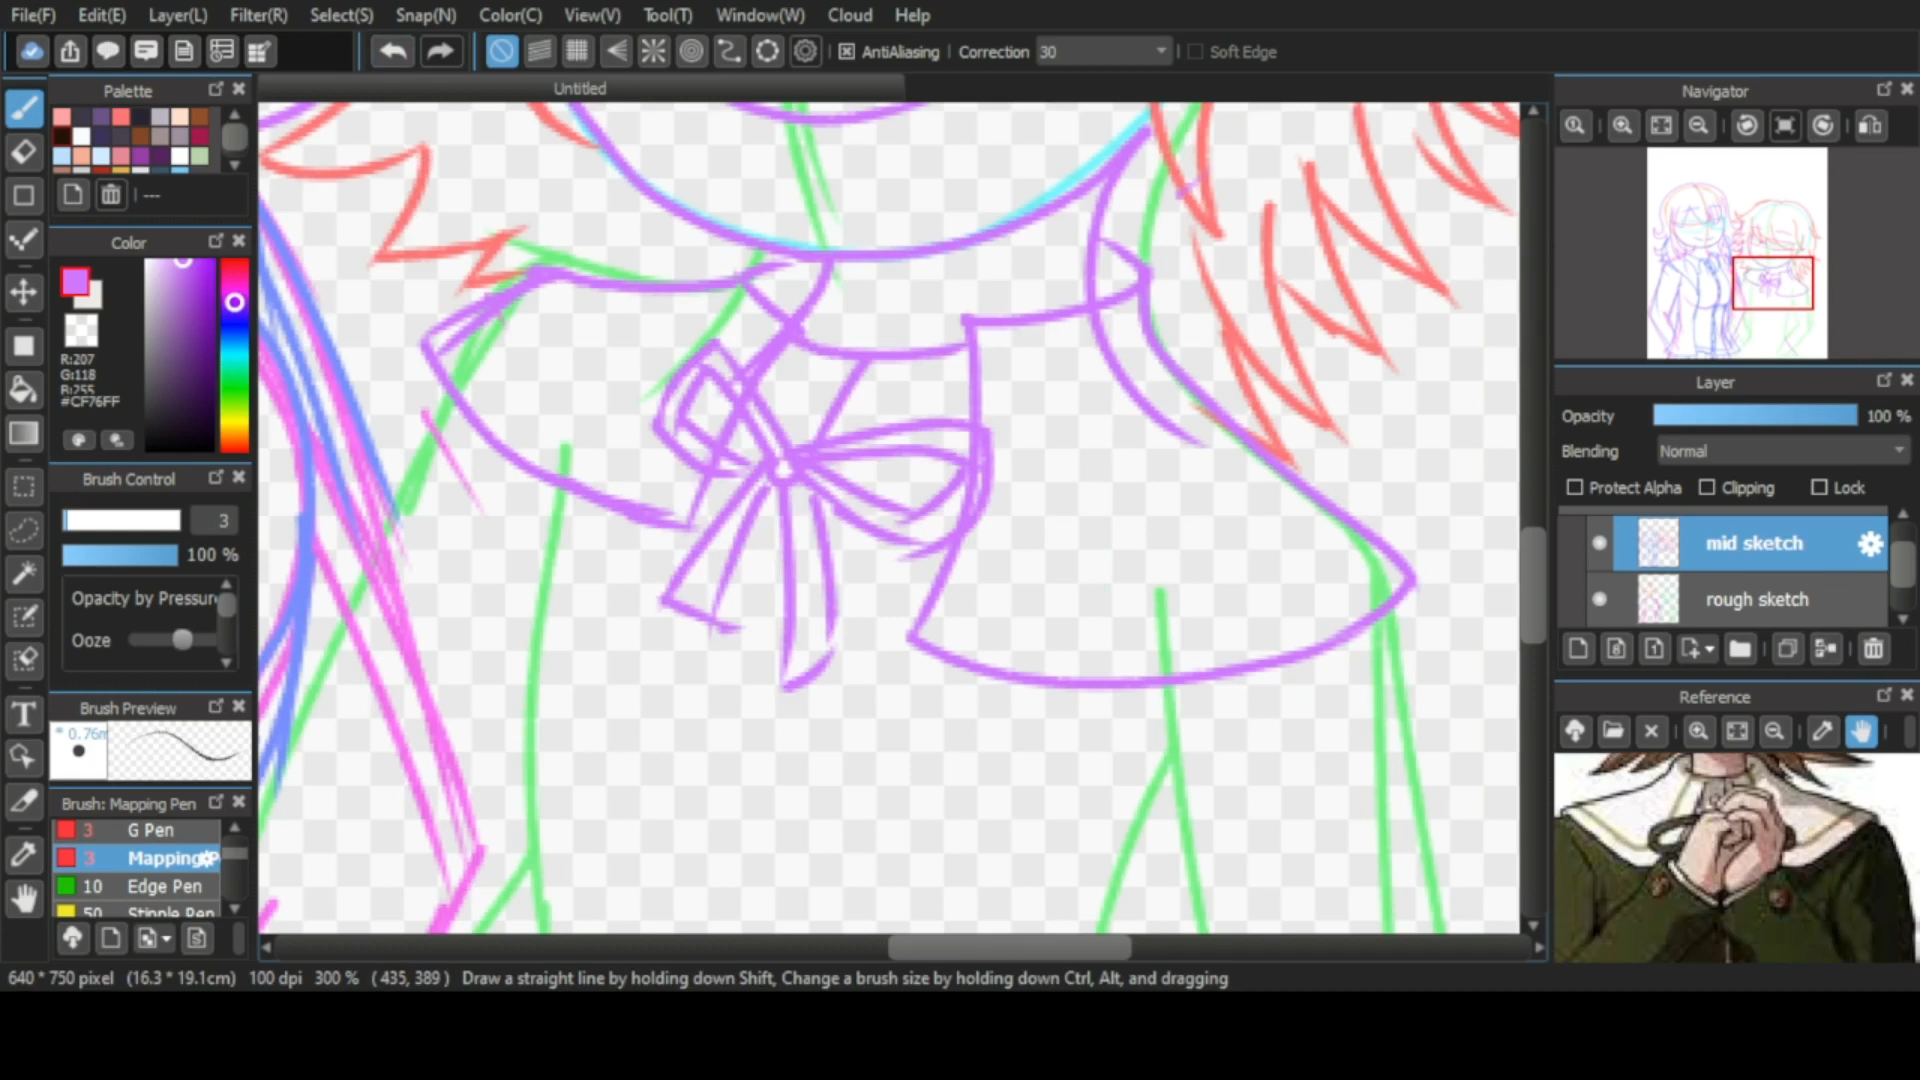 File(F) Edit(E) Layer(L) Filter(R) Select(S) Snap(N) Color(C) View(V) Tool(T) Window(W) Cloud Help
AntiAliasing Correction 30 Soft Edge
Untitled
Palette
---
Color
R:207
G:118
B:255
#CF76FF
Brush Control
3
100 %
Opacity by Pressur
Ooze
Brush Preview
* 0.76m
Brush: Mapping Pen
3 G Pen
3 Mapping P
10 Edge Pen
50 Stipple Pen
Navigator
Layer
Opacity 100 %
Blending Normal
Protect Alpha Clipping Lock
mid sketch
rough sketch
Reference
640 * 750 pixel (16.3 * 19.1cm) 100 dpi 300 % ( 435, 389 ) Draw a straight line by holding down Shift, Change a brush size by holding down Ctrl, Alt, and dragging